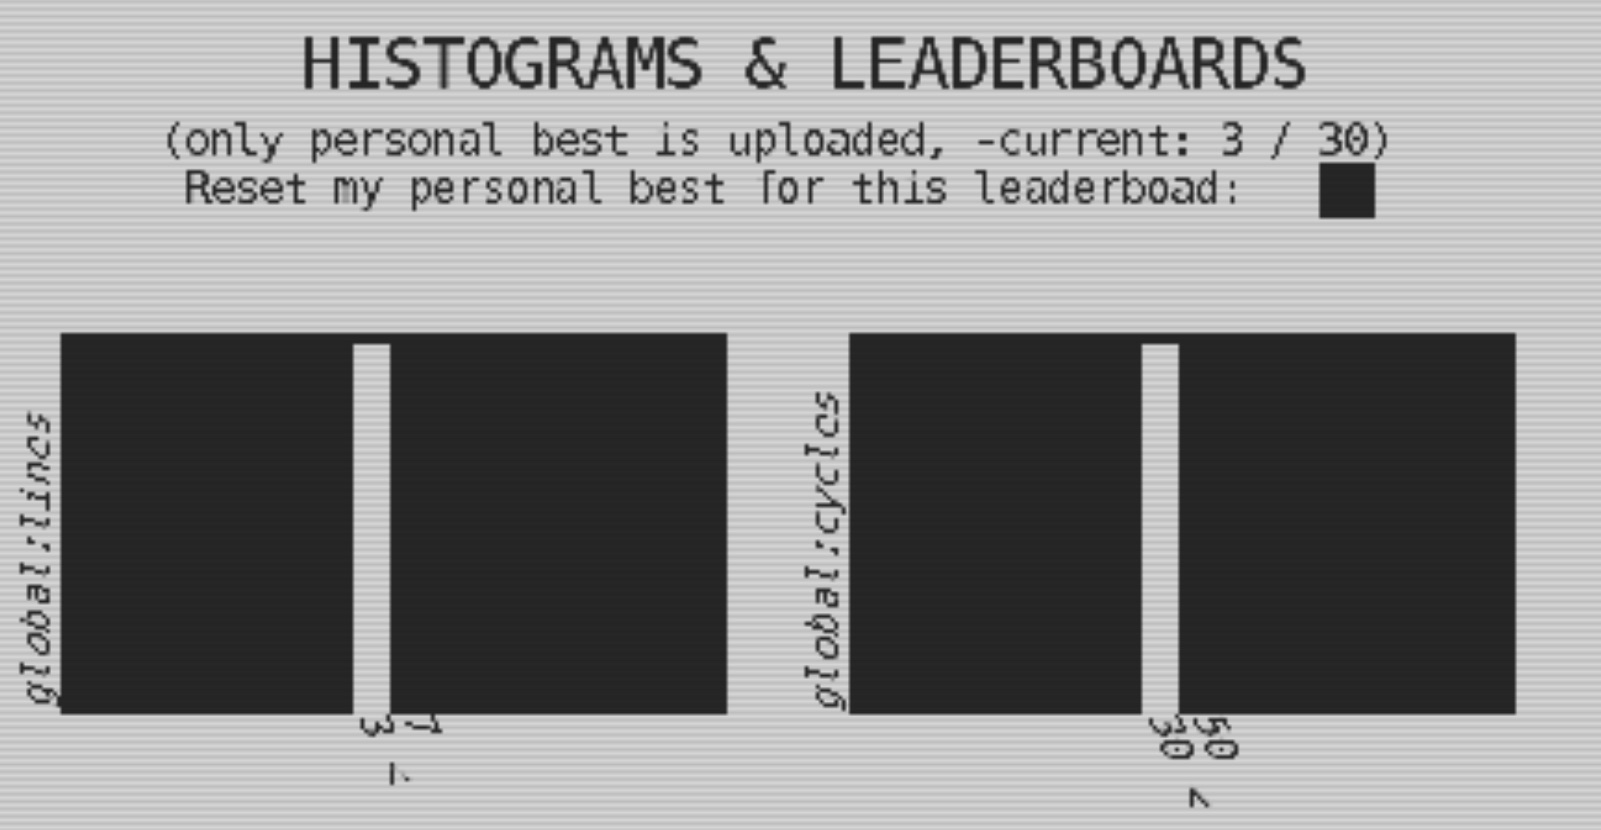 HISTOGRAMS & LEADERBOARDS
(only personal best is uploaded, -current: 3 / 30)
Reset my personal best for this leaderboad:
global:lines
3
global:cycles
30
50